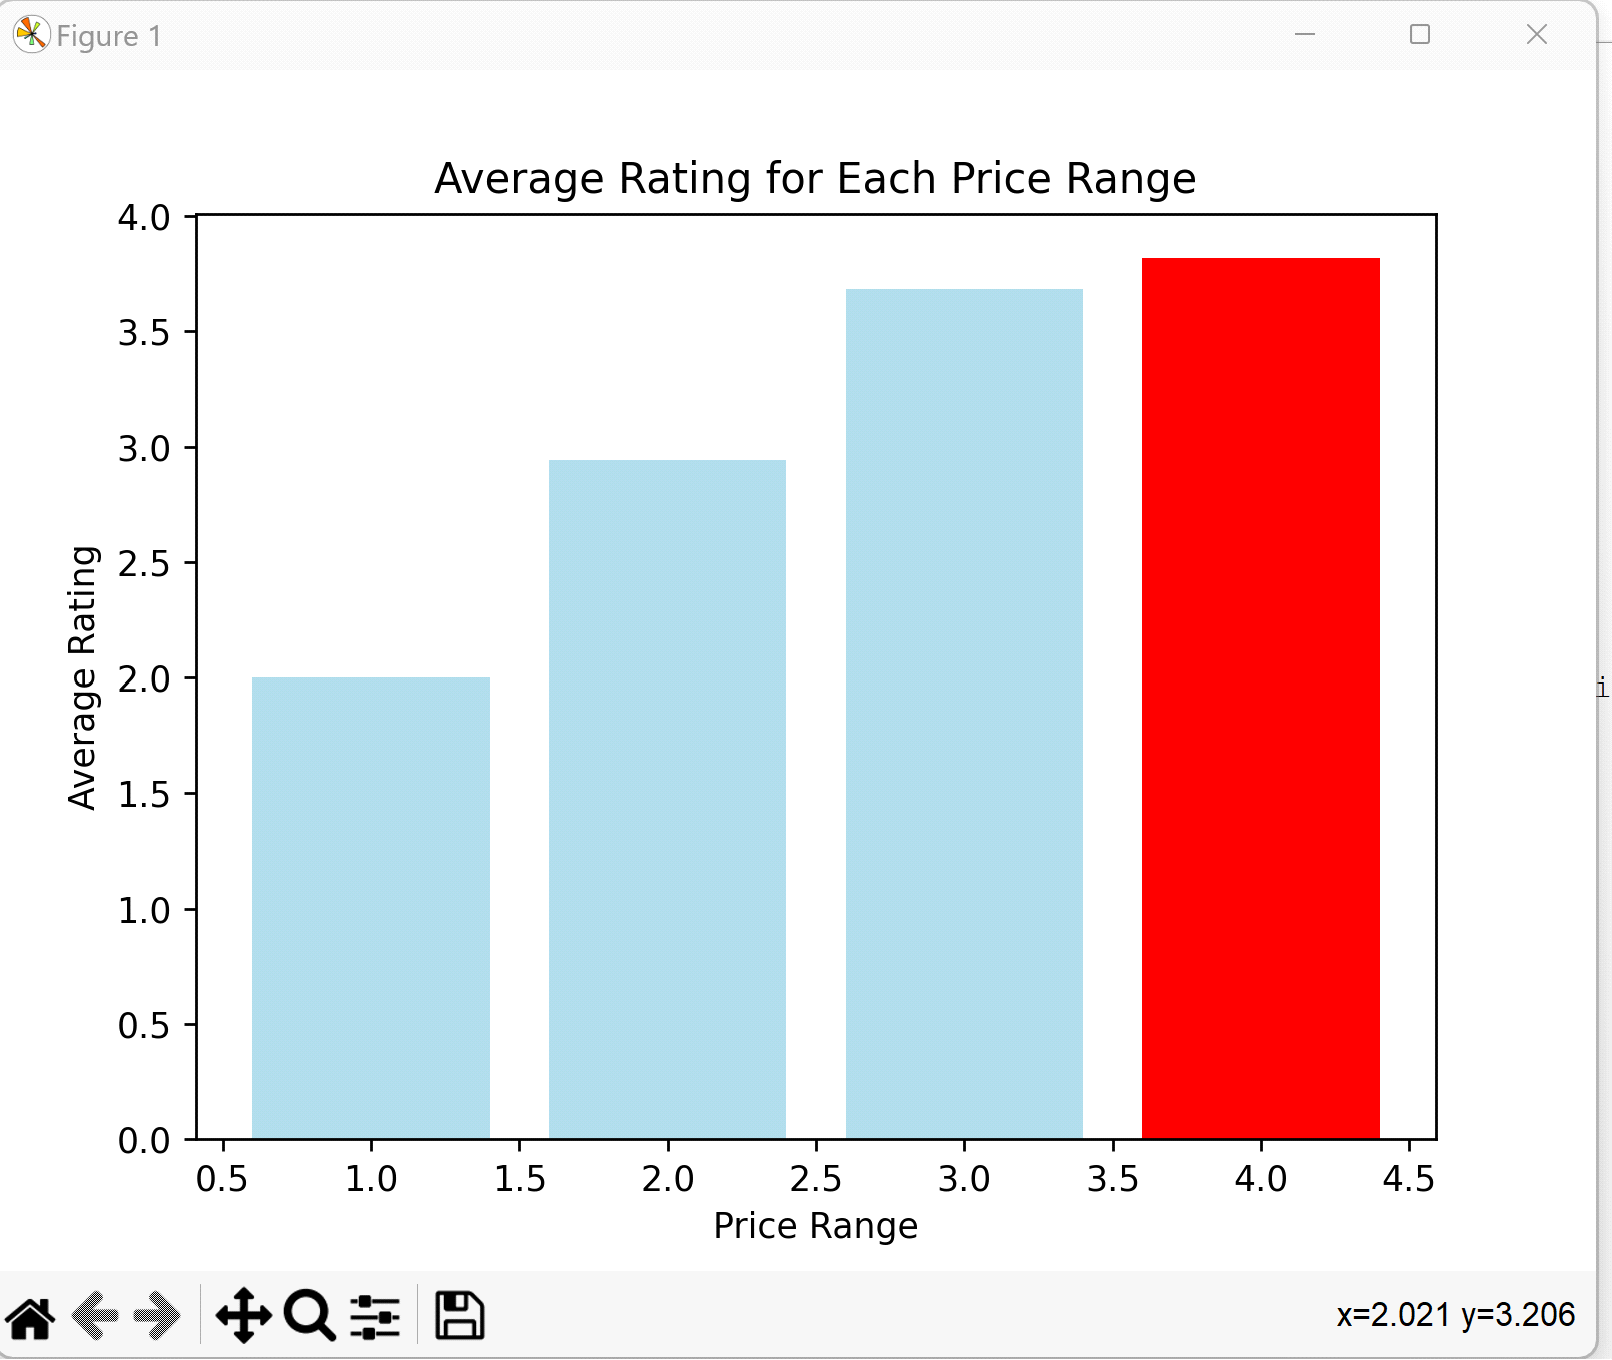 Figure 1
Average Rating for Each Price Range
4.0
3.5
3.0
2.5
2.0
1.5
1.0
0.5
0.0
Average Rating
0.5 1.0 1.5 2.0 2.5 3.0 3.5 4.0 4.5
Price Range
x=2.021 y=3.206
i